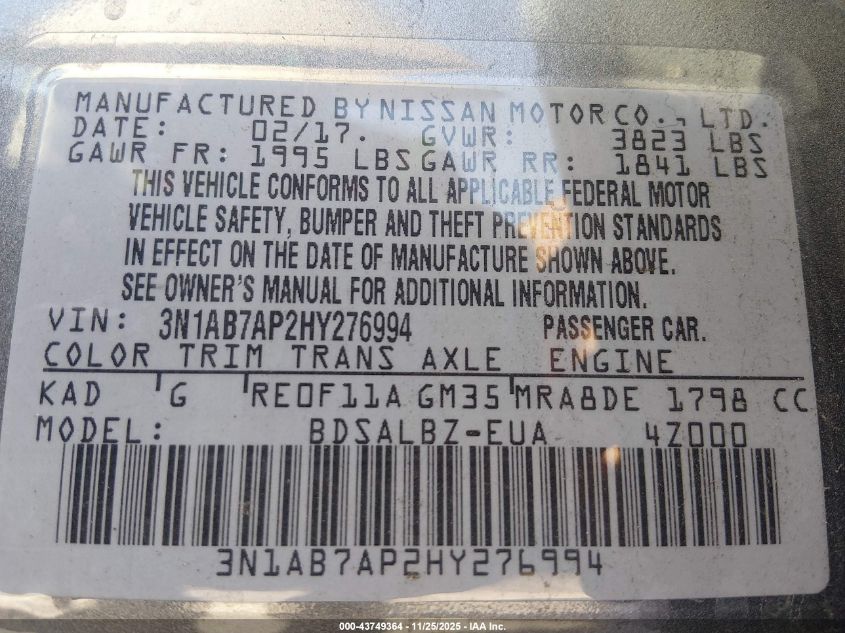 MANUFACTURED BY NISSAN MOTOR CO., LTD.
DATE: 02/17. GVWR: 3823 LBS
GAWR FR: 1995 LBS GAWR RR: 1841 LBS
THIS VEHICLE CONFORMS TO ALL APPLICABLE FEDERAL MOTOR
VEHICLE SAFETY, BUMPER AND THEFT PREVENTION STANDARDS
IN EFFECT ON THE DATE OF MANUFACTURE SHOWN ABOVE.
SEE OWNER'S MANUAL FOR ADDITIONAL INFORMATION.
VIN: 3N1AB7AP2HY276994 PASSENGER CAR.
COLOR TRIM TRANS AXLE ENGINE
KAD G RE0F11A GM35 MRA8DE 1798 CC
MODEL: BDSALBZ-EUA 4Z000
3N1AB7AP2HY276994
000-43749364 - 11/25/2025 - IAA Inc.